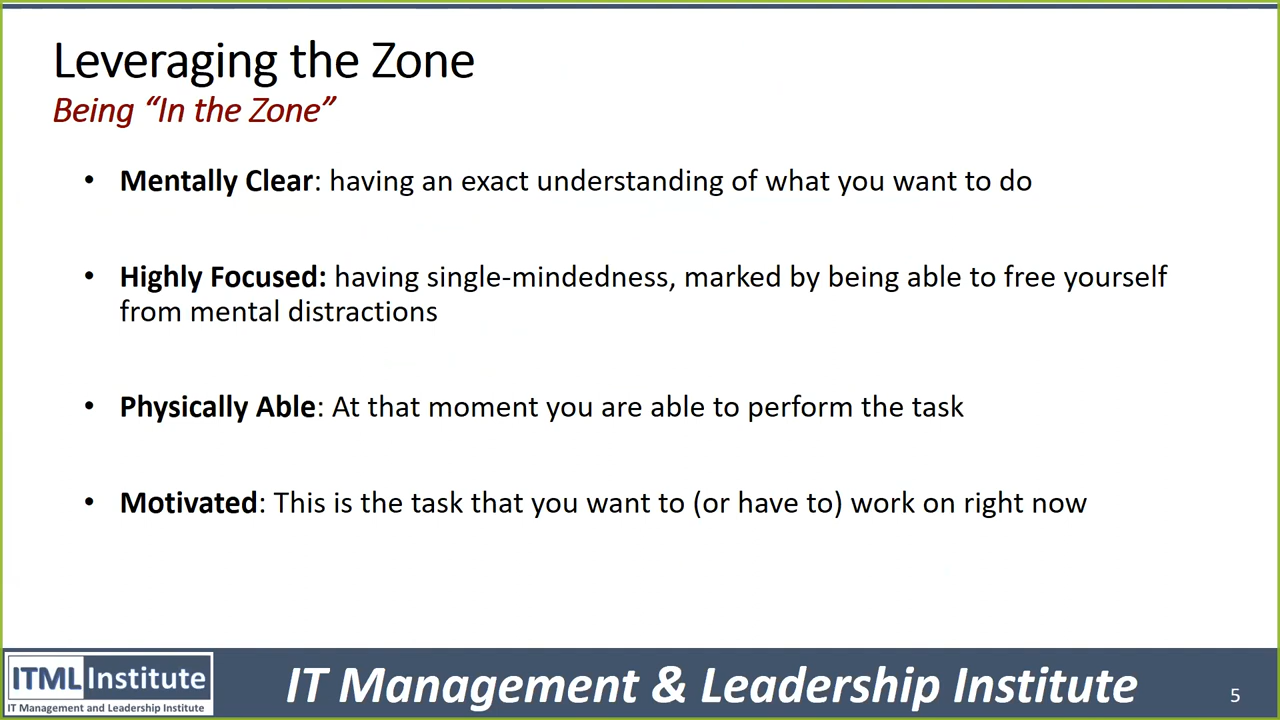 Leveraging the Zone
Being “In the Zone”
• Mentally Clear: having an exact understanding of what you want to do
• Highly Focused: having single-mindedness, marked by being able to free yourself
from mental distractions
• Physically Able: At that moment you are able to perform the task
• Motivated: This is the task that you want to (or have to) work on right now
ITML Institute
IT Management and Leadership Institute
IT Management & Leadership Institute
5